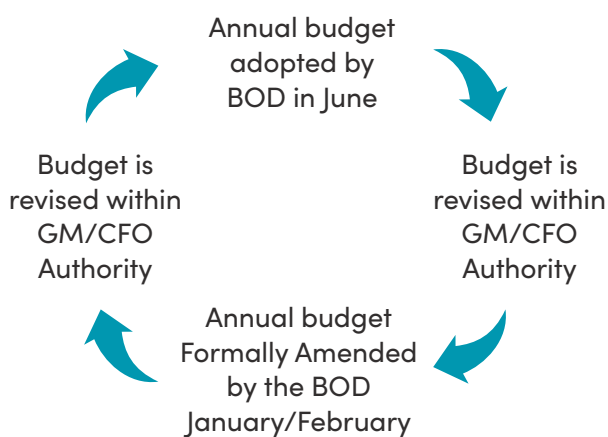 Annual budget
adopted by
BOD in June
Budget is
revised within
GM/CFO
Authority
Annual budget
Formally Amended
by the BOD
January/February
Budget is
revised within
GM/CFO
Authority